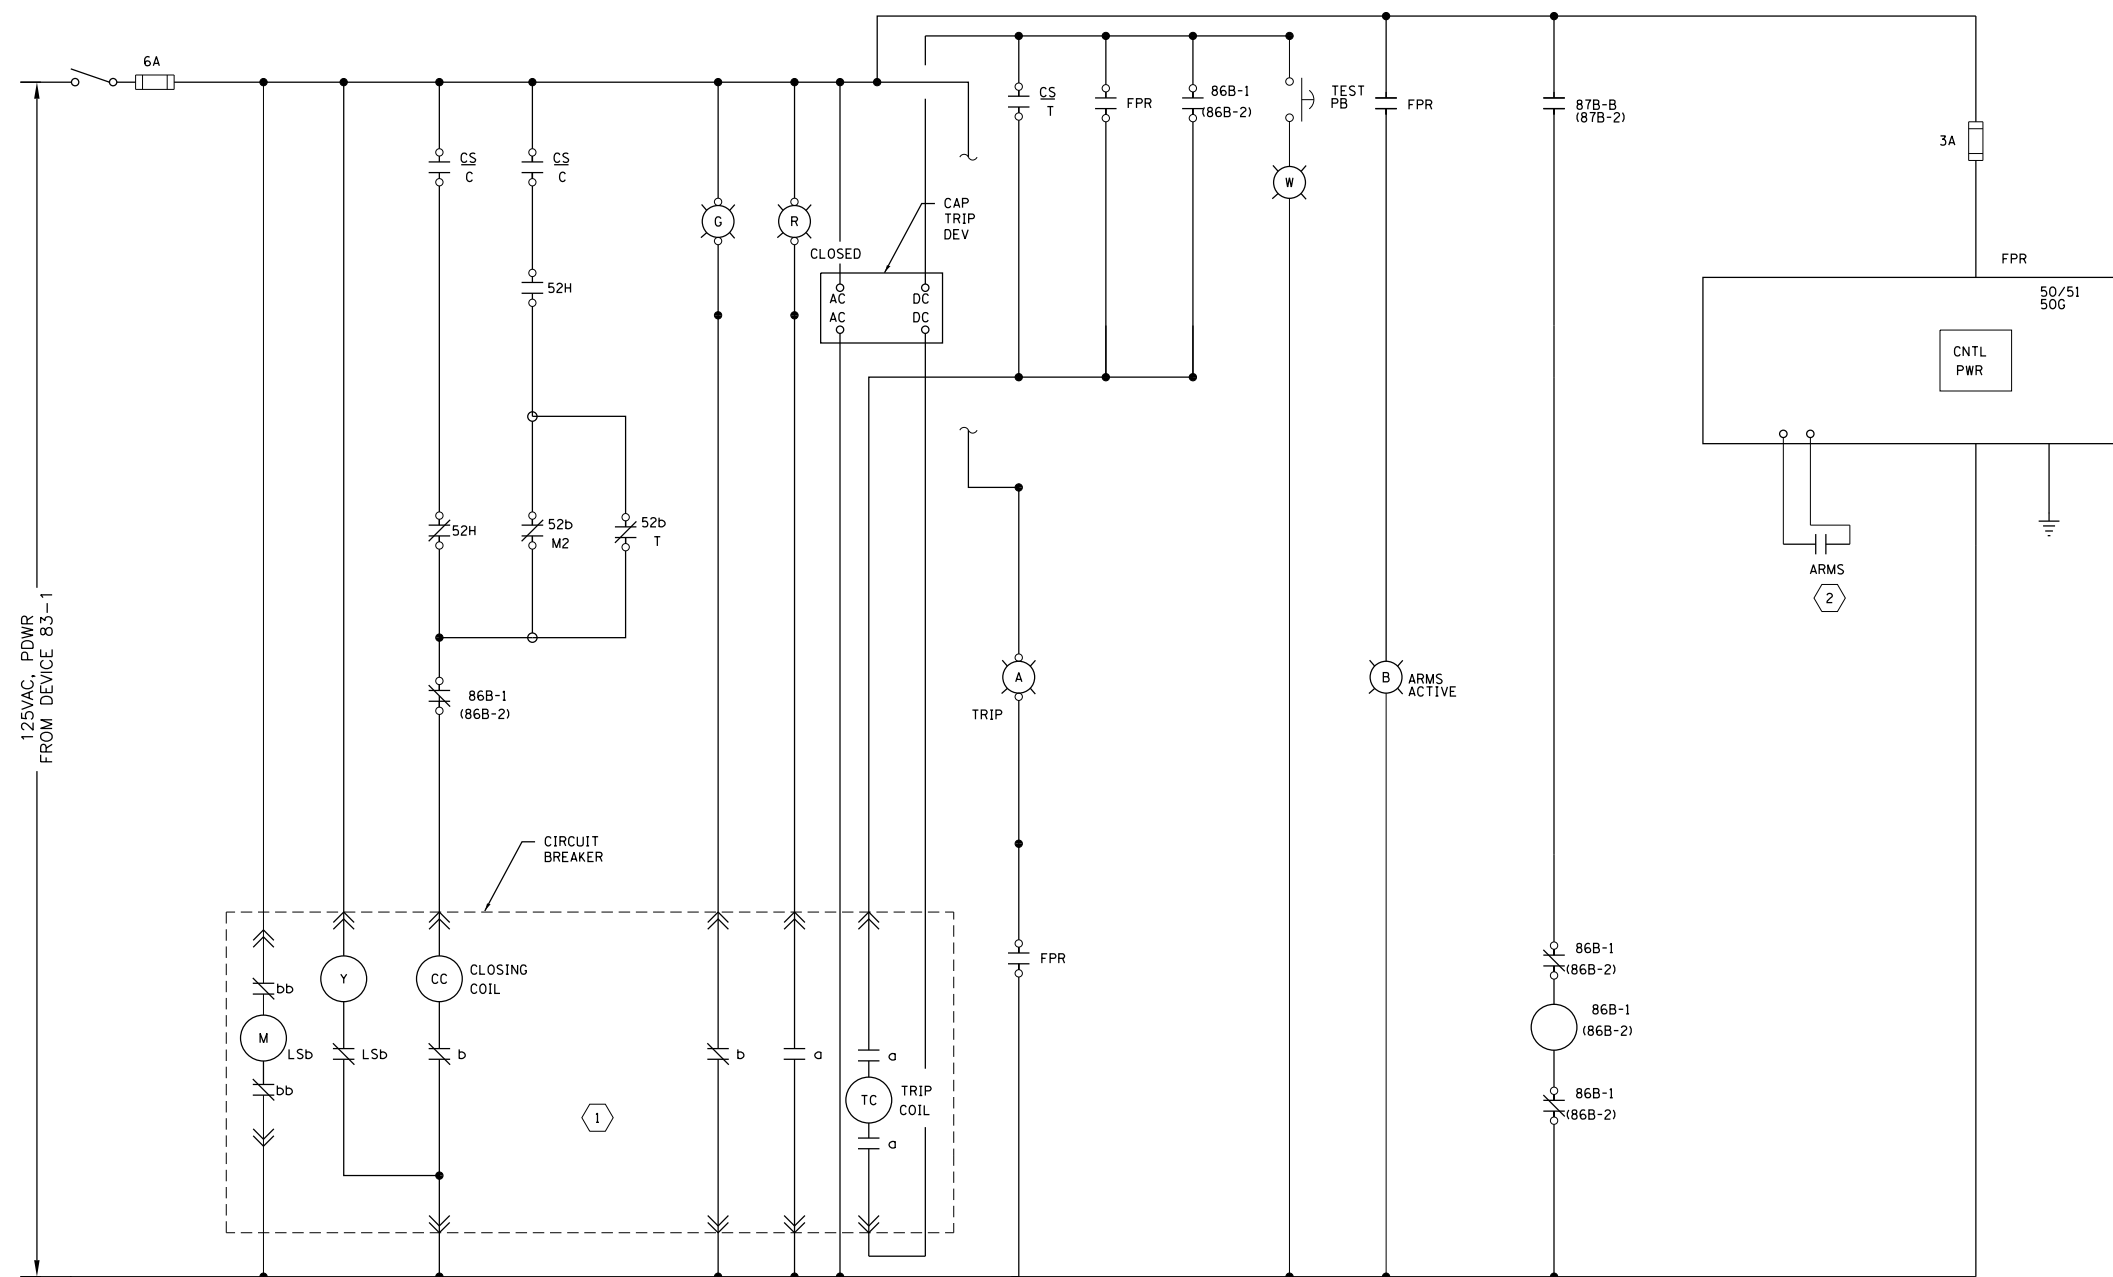 6A
CS
C
CS
C
52H
G
R
CLOSED
CAP
TRIP
DEV
AC
AC
DC
DC
CS
T
FPR
86B-1
(86B-2)
TEST
PB
W
FPR
87B-B
(87B-2)
3A
FPR
50/51
50G
CNTL
PWR
ARMS
2
52H
52b
M2
52b
T
86B-1
(86B-2)
125VAC, PDWR
FROM DEVICE 83-1
A
TRIP
B
ARMS
ACTIVE
CIRCUIT
BREAKER
bb
M
LSb
bb
Y
LSb
CC
CLOSING
COIL
b
1
b
a
a
TC
TRIP
COIL
a
FPR
86B-1
(86B-2)
86B-1
(86B-2)
86B-1
(86B-2)